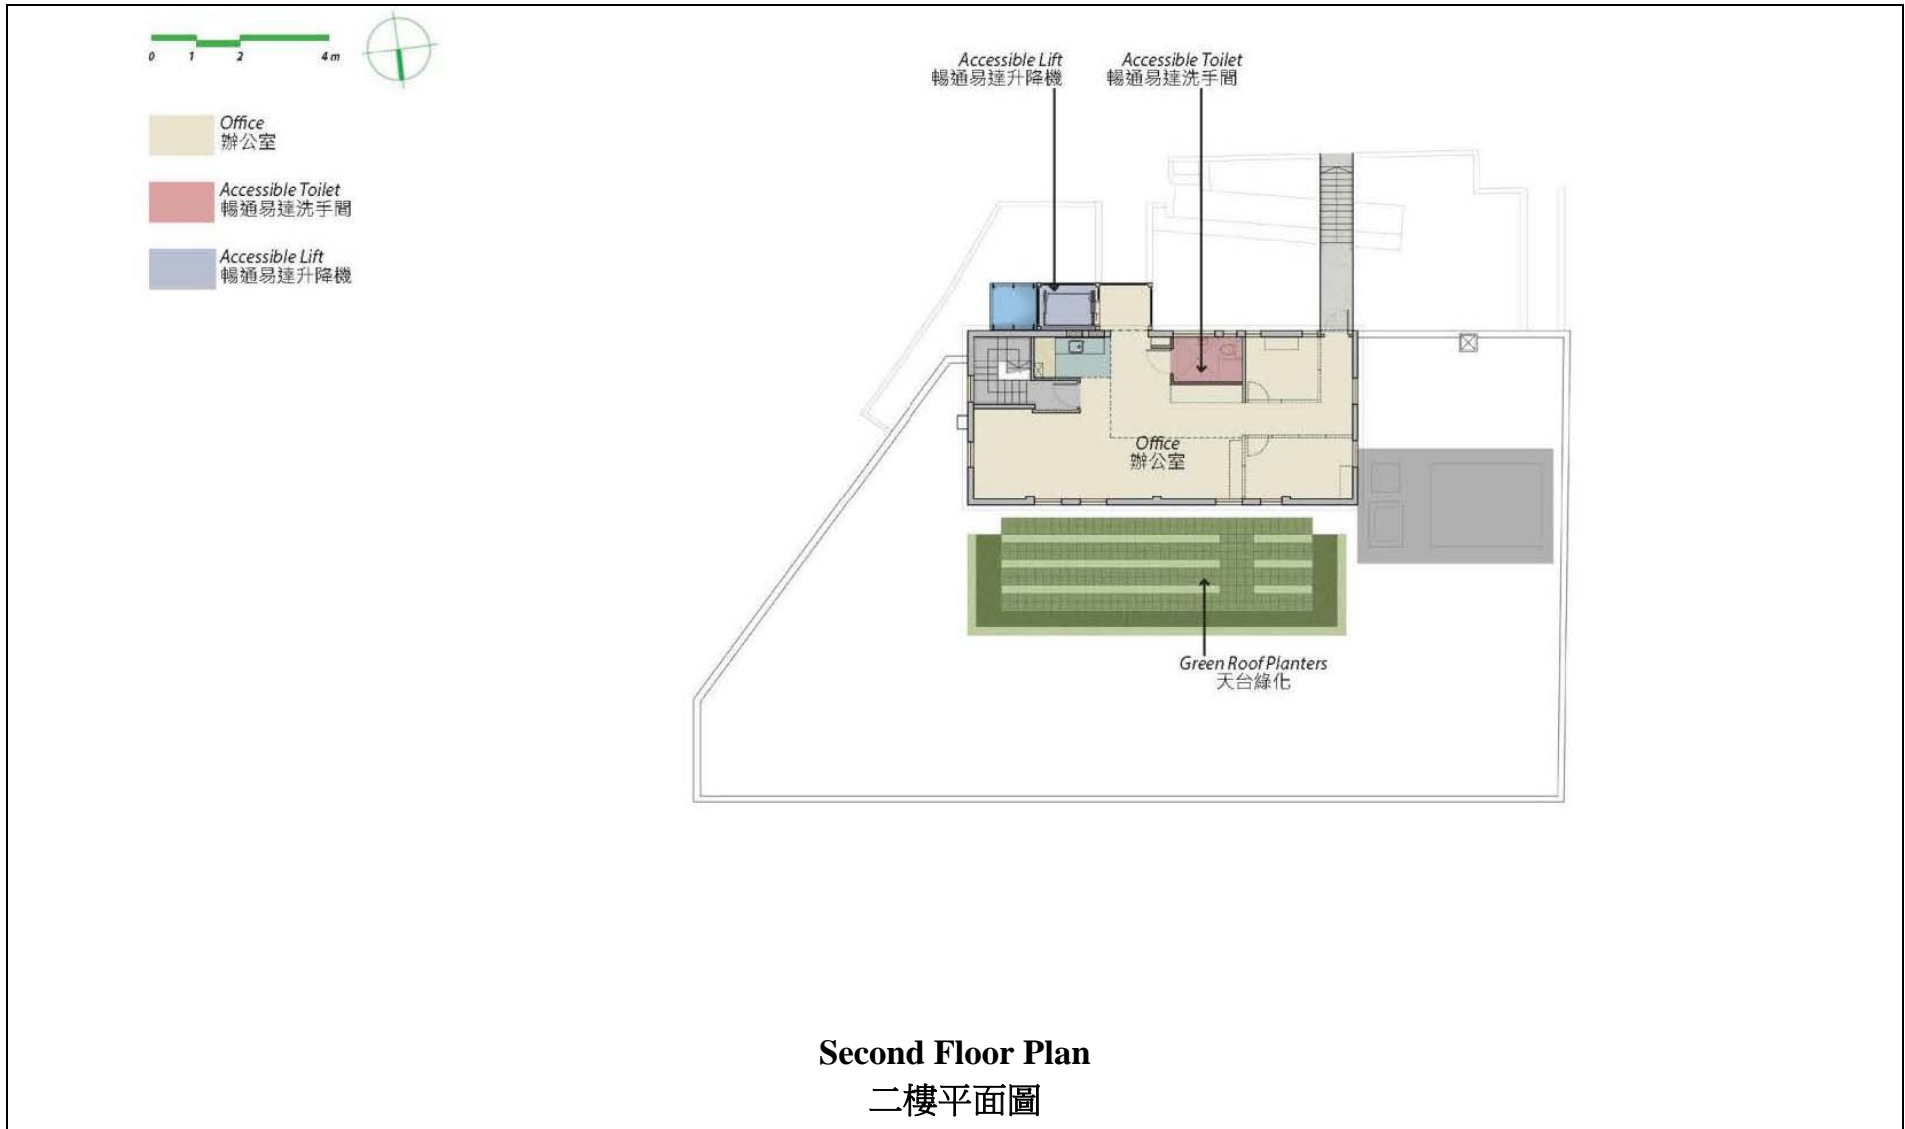 0 1 2 4 m
Office
辦公室
Accessible Toilet
暢通易達洗手間
Accessible Lift
暢通易達升降機
Accessible Lift
暢通易達升降機
Accessible Toilet
暢通易達洗手間
Office
辦公室
Green Roof Planters
天台綠化
Second Floor Plan
二樓平面圖